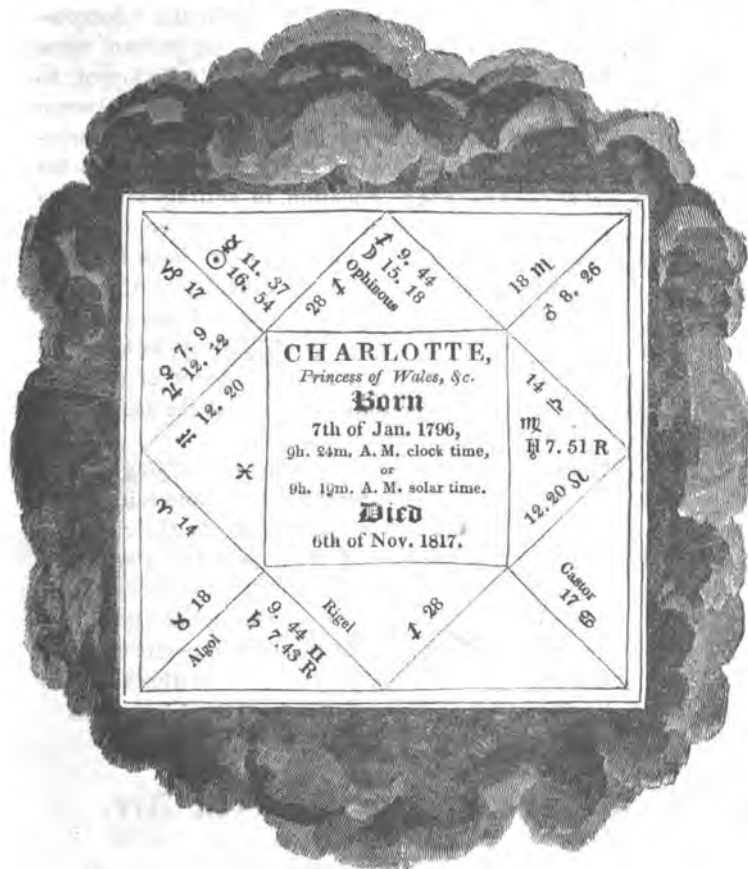 ☿ 11. 37
☉ 16. 54
♑ 17
♐ 9. 44
☽ 15. 18
Ophinous
28 ♐
18 ♏
♂ 8. 26
♀ 7. 9
♃ 12. 12
♒ 12. 20
♓
CHARLOTTE,
Princess of Wales, &c.
Born
7th of Jan. 1796,
9h. 24m. A. M. clock time,
or
9h. 19m. A. M. solar time.
Died
6th of Nov. 1817.
14 ♎
♍
♅ 7. 51 R
12. 20 ♌
♈ 14
♉ 18
Algol
9. 44 ♊
♄ 7.43 R
Rigel
♐ 28
Castor
17 ♋